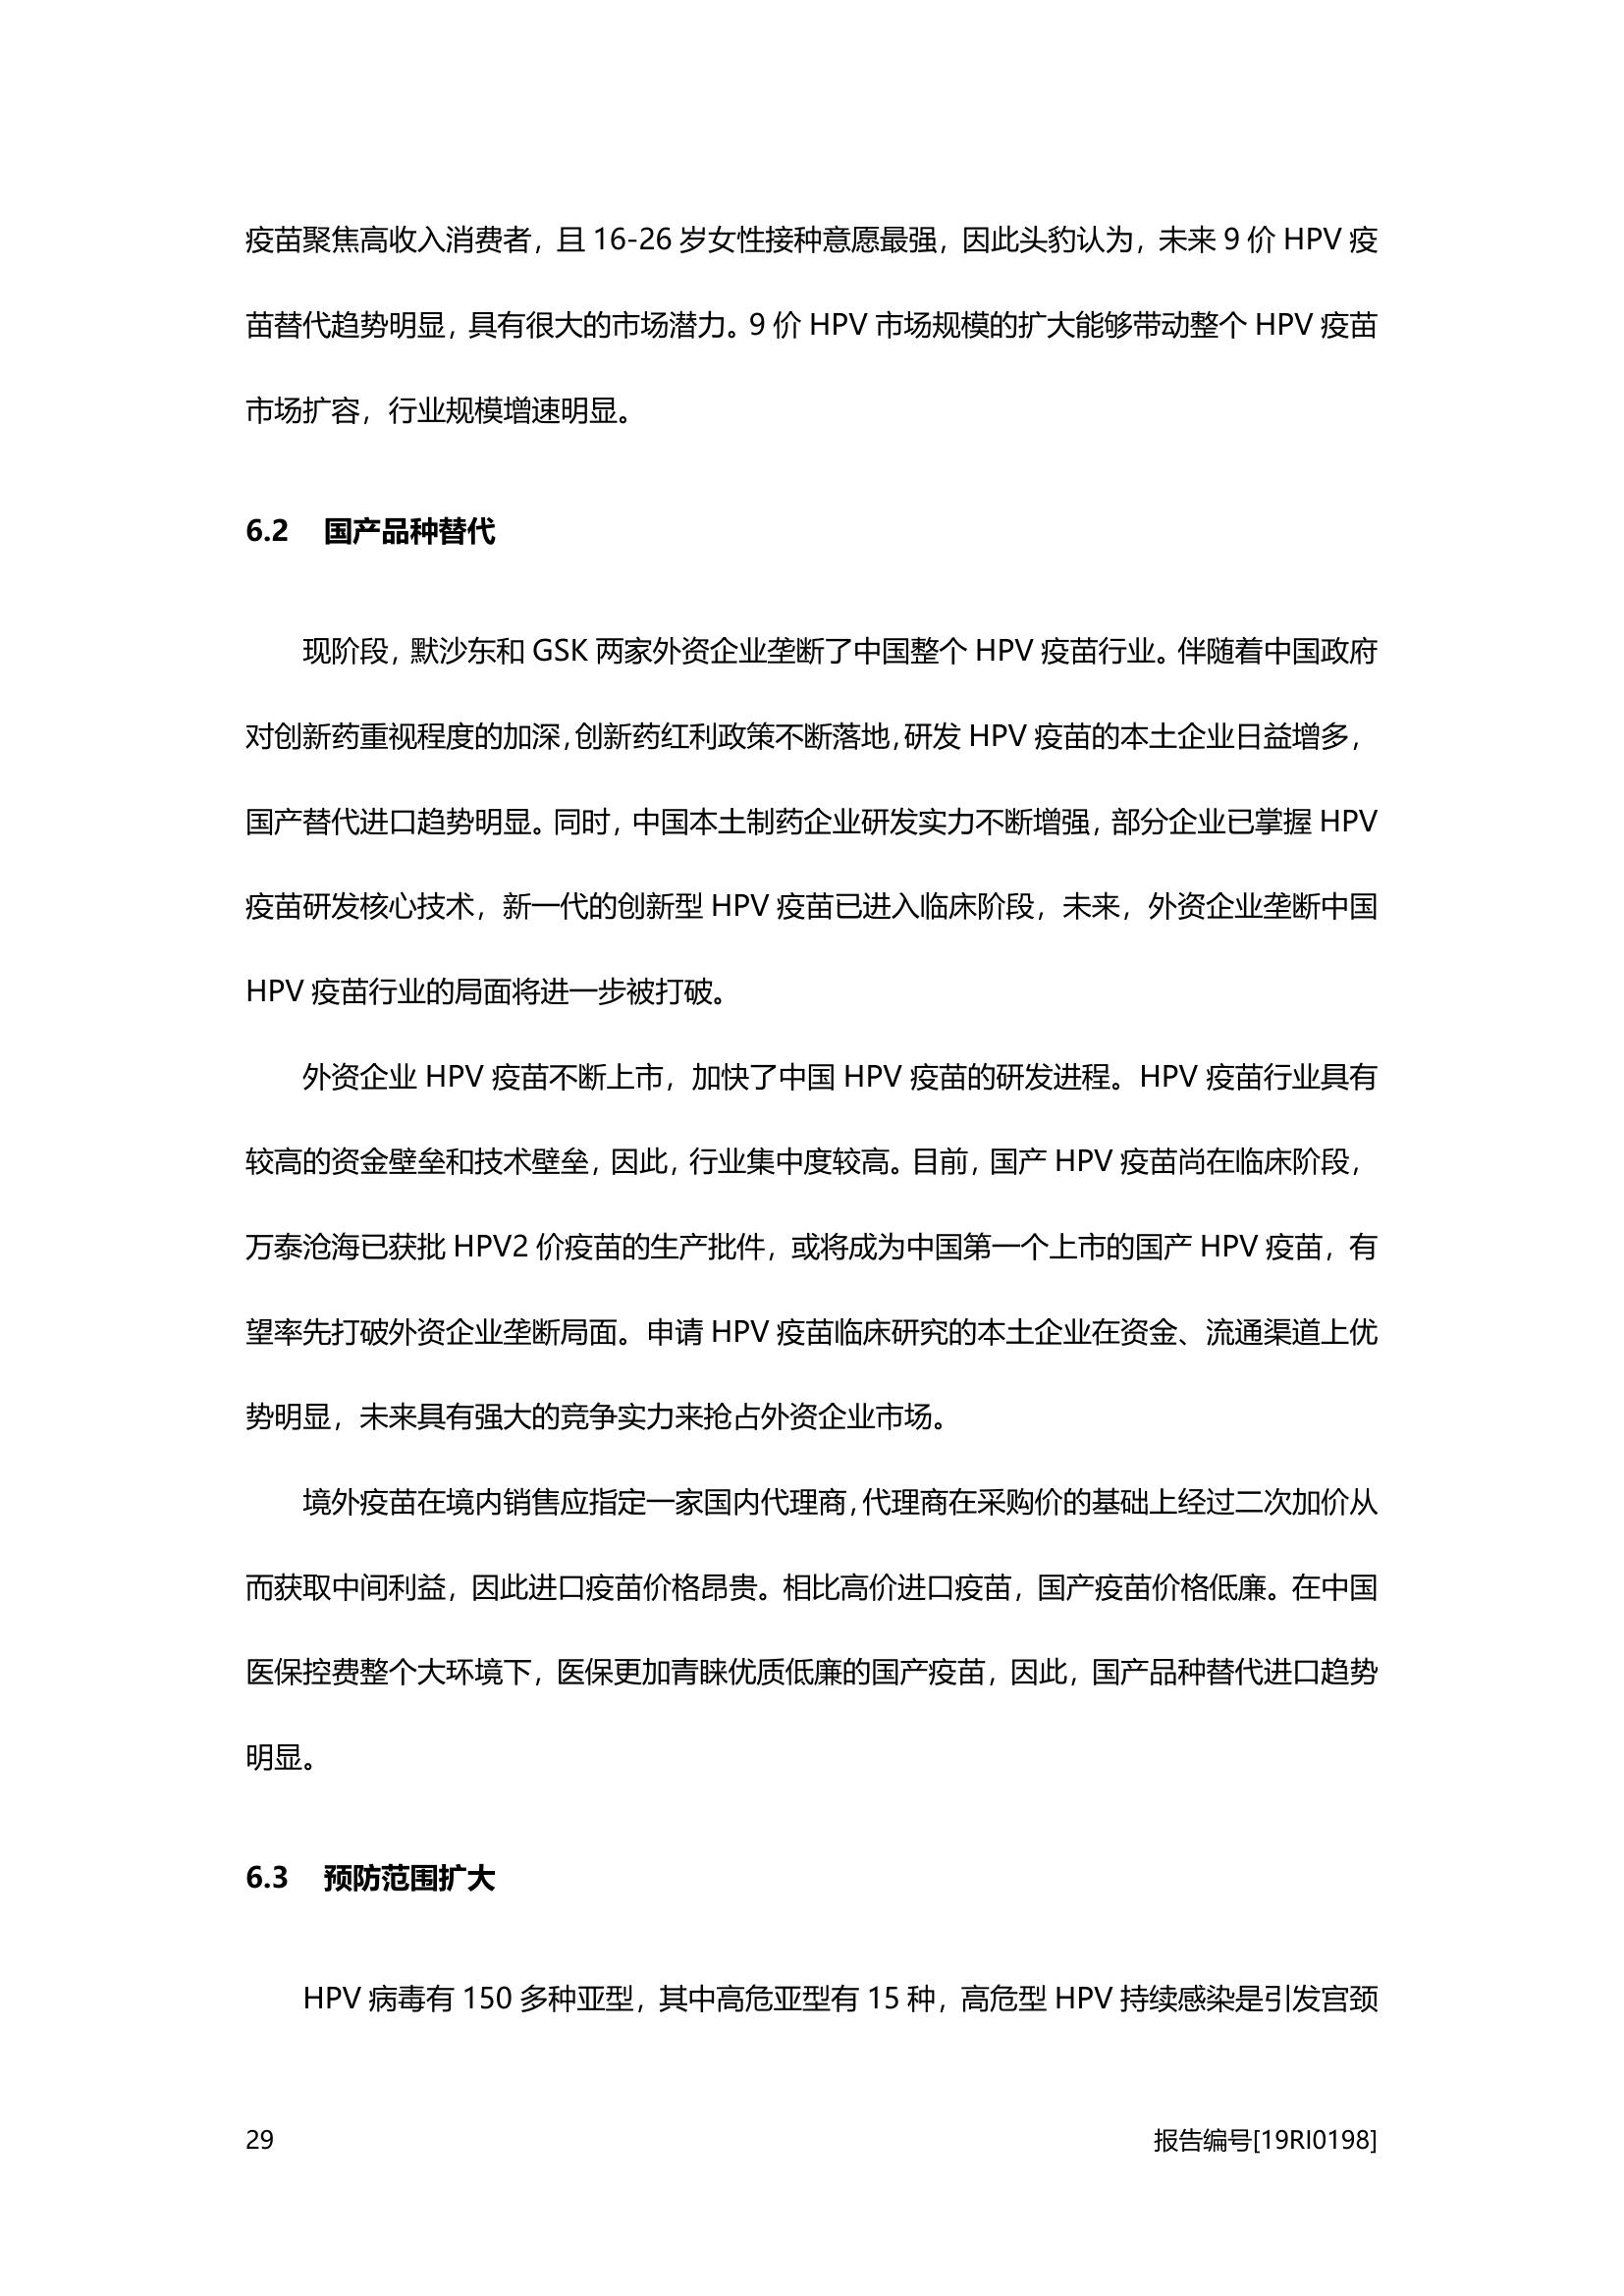 疫苗聚焦高收入消费者，且 16-26 岁女性接种意愿最强，因此头豹认为，未来 9 价 HPV 疫
苗替代趋势明显，具有很大的市场潜力。9 价 HPV 市场规模的扩大能够带动整个 HPV 疫苗
市场扩容，行业规模增速明显。
6.2 国产品种替代
现阶段，默沙东和 GSK 两家外资企业垄断了中国整个 HPV 疫苗行业。伴随着中国政府
对创新药重视程度的加深，创新药红利政策不断落地，研发 HPV 疫苗的本土企业日益增多，
国产替代进口趋势明显。同时，中国本土制药企业研发实力不断增强，部分企业已掌握 HPV
疫苗研发核心技术，新一代的创新型 HPV 疫苗已进入临床阶段，未来，外资企业垄断中国
HPV 疫苗行业的局面将进一步被打破。
外资企业 HPV 疫苗不断上市，加快了中国 HPV 疫苗的研发进程。HPV 疫苗行业具有
较高的资金壁垒和技术壁垒，因此，行业集中度较高。目前，国产 HPV 疫苗尚在临床阶段，
万泰沧海已获批 HPV2 价疫苗的生产批件，或将成为中国第一个上市的国产 HPV 疫苗，有
望率先打破外资企业垄断局面。申请 HPV 疫苗临床研究的本土企业在资金、流通渠道上优
势明显，未来具有强大的竞争实力来抢占外资企业市场。
境外疫苗在境内销售应指定一家国内代理商，代理商在采购价的基础上经过二次加价从
而获取中间利益，因此进口疫苗价格昂贵。相比高价进口疫苗，国产疫苗价格低廉。在中国
医保控费整个大环境下，医保更加青睐优质低廉的国产疫苗，因此，国产品种替代进口趋势
明显。
6.3 预防范围扩大
HPV 病毒有 150 多种亚型，其中高危亚型有 15 种，高危型 HPV 持续感染是引发宫颈
29 报告编号[19RI0198]